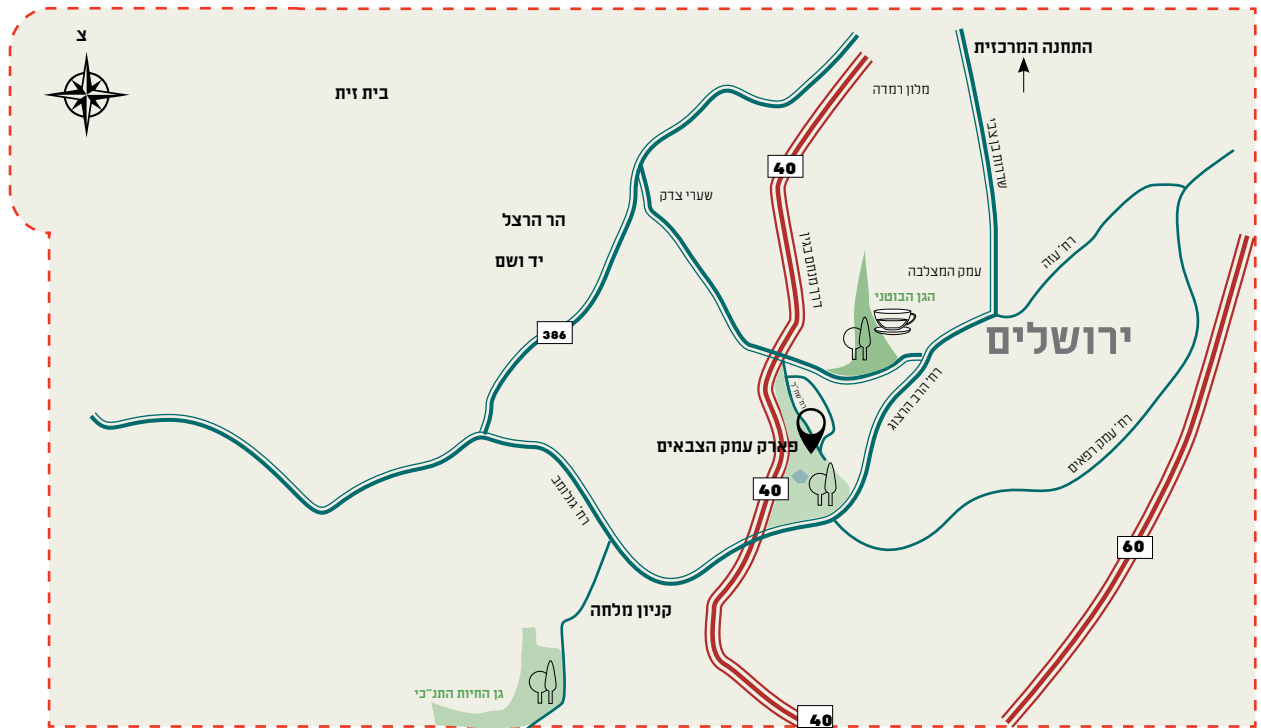 צ
התחנה המרכזית
בית זית
מלון רמדה
שדרות בן צבי
40
שערי צדק
הר הרצל
רח' עזה
יד ושם
דרך מנחם בגין
עמק המצלבה
הגן הבוטני
386
ירושלים
רח' הרב הרצוג
פארק עמק הצבאים
רח' עמק רפאים
40
רח' גולומב
60
קניון מלחה
גן החיות התנ"כי
40